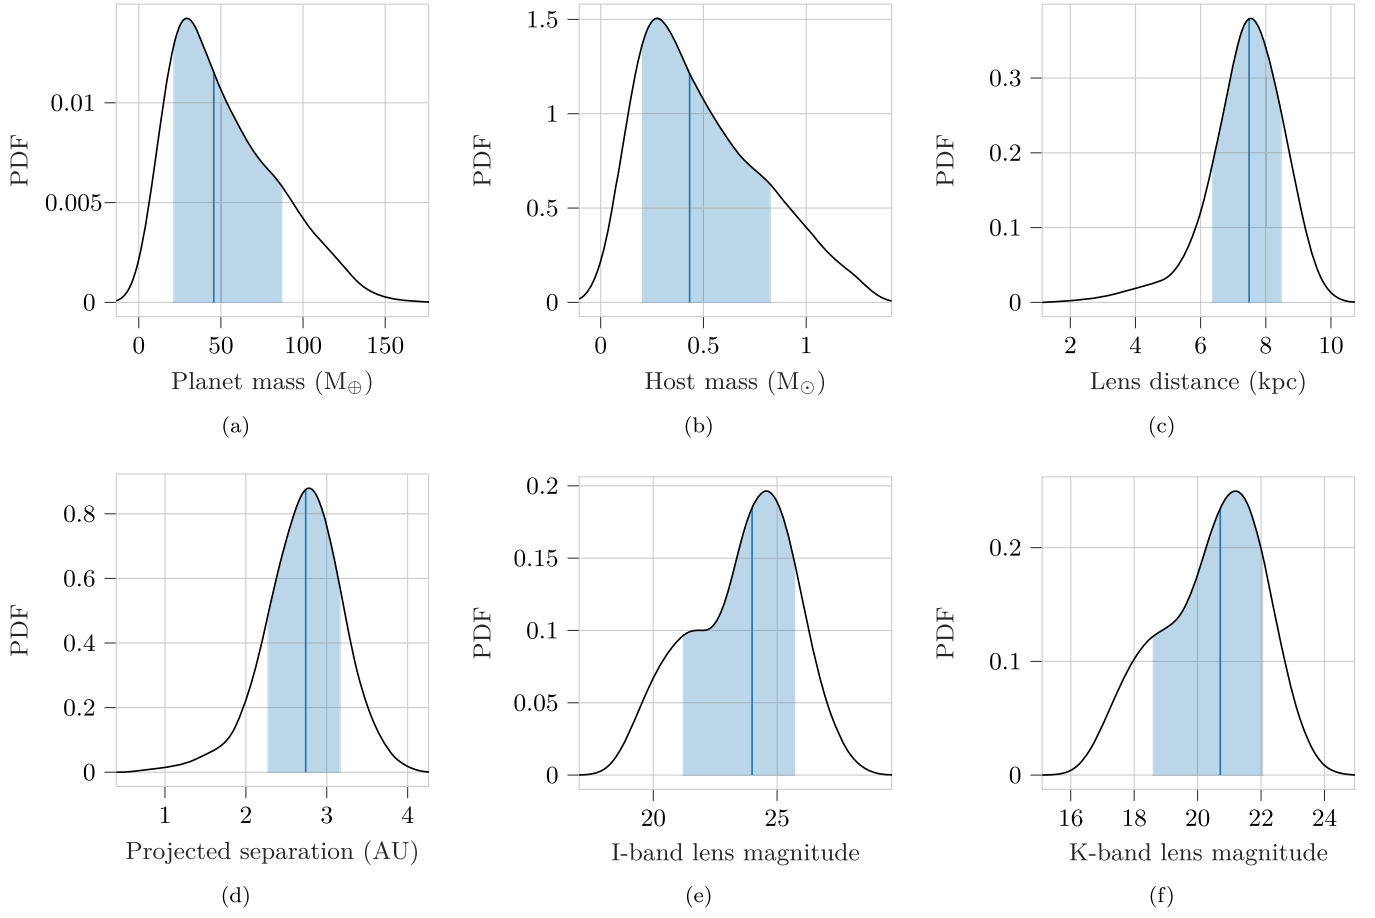 PDF
0.01
0.005
0
0
50
100
150
Planet mass (M⊕)
(a)
PDF
1.5
1
0.5
0
0
0.5
1
Host mass (M⊙)
(b)
PDF
0.3
0.2
0.1
0
2
4
6
8
10
Lens distance (kpc)
(c)
PDF
0.8
0.6
0.4
0.2
0
1
2
3
4
Projected separation (AU)
(d)
PDF
0.2
0.15
0.1
0.05
0
20
25
I-band lens magnitude
(e)
PDF
0.2
0.1
0
16
18
20
22
24
K-band lens magnitude
(f)